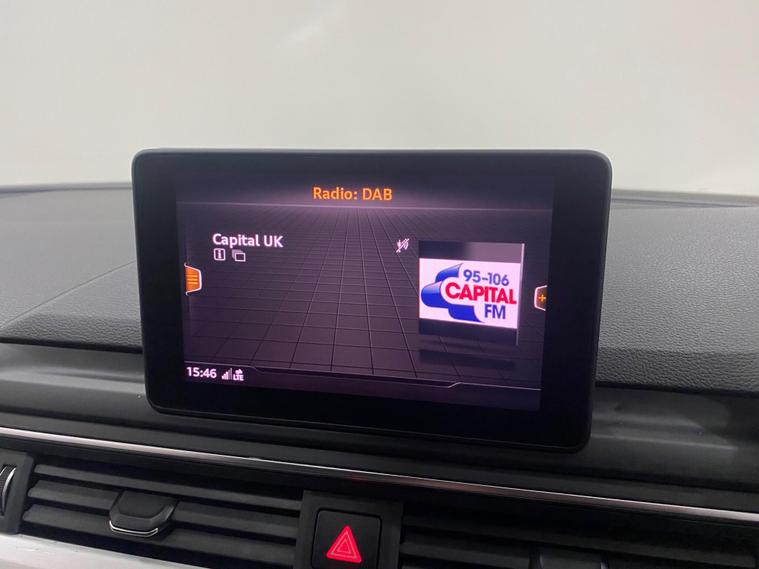 Radio: DAB
Capital UK
95-106
CAPITAL
FM
15:46
LTE